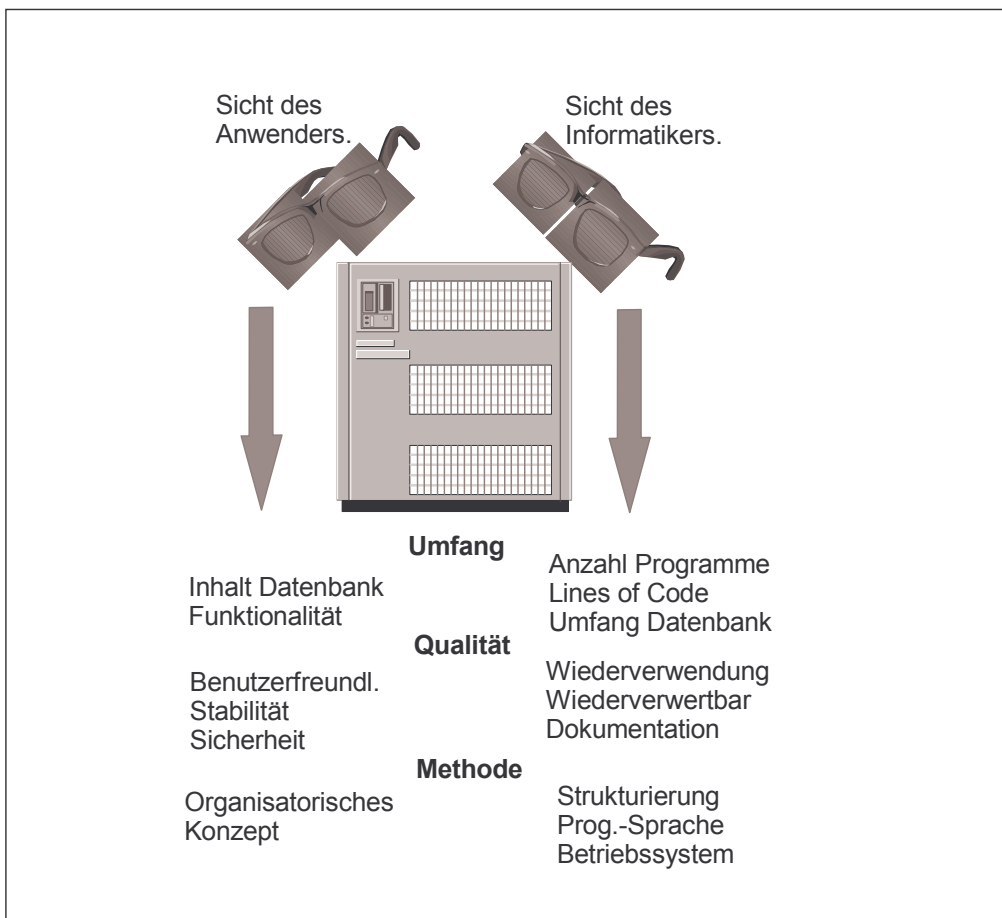 Sicht des
Anwenders.
Sicht des
Informatikers.
Umfang
Inhalt Datenbank
Funktionalität
Anzahl Programme
Lines of Code
Umfang Datenbank
Qualität
Benutzerfreundl.
Stabilität
Sicherheit
Wiederverwendung
Wiederverwertbar
Dokumentation
Methode
Organisatorisches
Konzept
Strukturierung
Prog.-Sprache
Betriebssystem